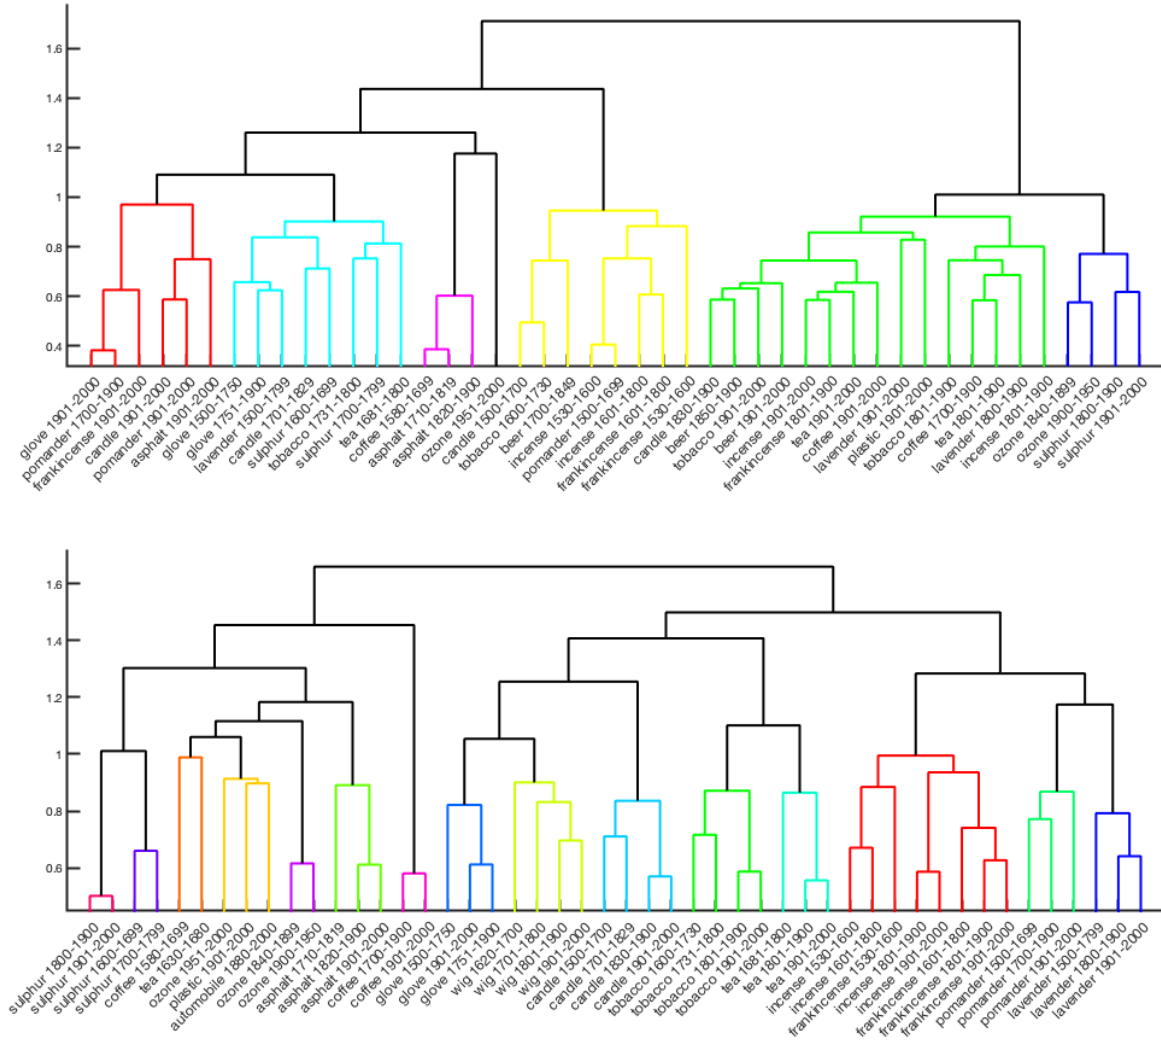 1.6
1.4
1.2
1
0.8
0.6
0.4
glove 1901-2000
pomander 1700-1900
frankincense 1901-2000
candle 1901-2000
pomander 1901-2000
asphalt 1901-2000
glove 1500-1750
glove 1751-1900
lavender 1500-1799
candle 1701-1829
sulphur 1600-1699
tobacco 1731-1800
sulphur 1700-1799
tea 1681-1800
coffee 1580-1699
asphalt 1710-1819
asphalt 1820-1900
ozone 1951-2000
candle 1500-1700
tobacco 1600-1730
beer 1700-1849
incense 1530-1600
pomander 1500-1699
incense 1601-1800
frankincense 1601-1800
frankincense 1530-1600
candle 1830-1900
beer 1850-1900
tobacco 1901-2000
beer 1901-2000
frankincense 1801-1900
incense 1901-2000
tea 1901-2000
coffee 1901-2000
lavender 1901-2000
plastic 1901-2000
tobacco 1801-1900
coffee 1700-1900
tea 1801-1900
lavender 1800-1900
incense 1801-1900
ozone 1840-1899
ozone 1900-1950
sulphur 1800-1900
sulphur 1901-2000
1.6
1.4
1.2
1
0.8
0.6
sulphur 1800-1900
sulphur 1901-2000
sulphur 1600-1699
sulphur 1700-1799
coffee 1580-1699
tea 1630-1680
ozone 1951-2000
plastic 1901-2000
automobile 1880-2000
ozone 1840-1899
ozone 1900-1950
asphalt 1710-1819
asphalt 1820-1900
asphalt 1901-2000
coffee 1700-1900
coffee 1901-2000
glove 1500-1750
glove 1901-2000
glove 1751-1900
wig 1620-1700
wig 1701-1800
wig 1801-1900
wig 1901-2000
candle 1500-1700
candle 1701-1829
candle 1830-1900
candle 1901-2000
tobacco 1600-1730
tobacco 1731-1800
tobacco 1801-1900
tobacco 1901-2000
tea 1681-1800
tea 1801-1900
tea 1901-2000
incense 1530-1600
incense 1601-1800
frankincense 1530-1600
incense 1801-1900
incense 1901-2000
frankincense 1601-1800
frankincense 1801-1900
frankincense 1901-2000
pomander 1500-1699
pomander 1700-1900
pomander 1901-2000
lavender 1500-1799
lavender 1800-1900
lavender 1901-2000